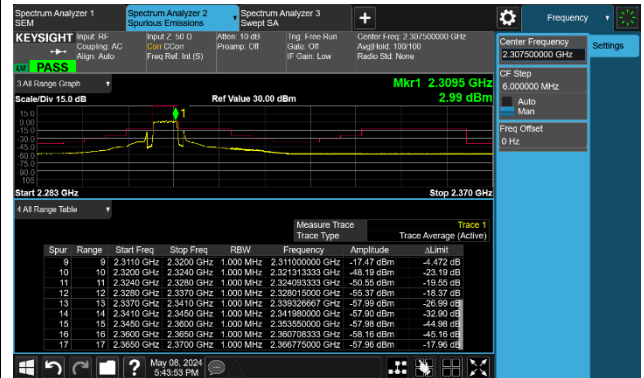 Spectrum Analyzer 1
SEM
Spectrum Analyzer 2
Spurious Emissions
Spectrum Analyzer 3
Swept SA
Frequency
KEYSIGHT
Input: RF
Coupling: AC
Align: Auto
Input Z: 50 Ω
Corr CCorr
Freq Ref: Int (S)
Atten: 10 dB
Preamp: Off
Trig: Free Run
Gate: Off
IF Gain: Low
Center Freq: 2.307500000 GHz
Avg|Hold: 100/100
Radio Std: None
LXI PASS
Center Frequency
2.307500000 GHz
Settings
CF Step
6.000000 MHz
Auto
Man
Freq Offset
0 Hz
3 All Range Graph
Mkr1 2.3095 GHz
2.99 dBm
Scale/Div 15.0 dB
Ref Value 30.00 dBm
1
15.0
0.00
-15.0
-30.0
-45.0
-60.0
-75.0
-90.0
-105
Start 2.283 GHz
Stop 2.370 GHz
4 All Range Table
Measure Trace Trace 1
Trace Type Trace Average (Active)
Spur Range Start Freq Stop Freq RBW Frequency Amplitude ΔLimit
9 9 2.3110 GHz 2.3200 GHz 1.000 MHz 2.311000000 GHz -17.47 dBm -4.472 dB
10 10 2.3200 GHz 2.3240 GHz 1.000 MHz 2.321313333 GHz -48.19 dBm -23.19 dB
11 11 2.3240 GHz 2.3280 GHz 1.000 MHz 2.324093333 GHz -50.55 dBm -19.55 dB
12 12 2.3280 GHz 2.3370 GHz 1.000 MHz 2.328015000 GHz -55.37 dBm -18.37 dB
13 13 2.3370 GHz 2.3410 GHz 1.000 MHz 2.339326667 GHz -57.99 dBm -26.99 dB
14 14 2.3410 GHz 2.3450 GHz 1.000 MHz 2.341980000 GHz -57.90 dBm -32.90 dB
15 15 2.3450 GHz 2.3600 GHz 1.000 MHz 2.353550000 GHz -57.98 dBm -44.98 dB
16 16 2.3600 GHz 2.3650 GHz 1.000 MHz 2.360708333 GHz -58.16 dBm -45.16 dB
17 17 2.3650 GHz 2.3700 GHz 1.000 MHz 2.366775000 GHz -57.96 dBm -17.96 dB
?
May 08, 2024
5:43:53 PM